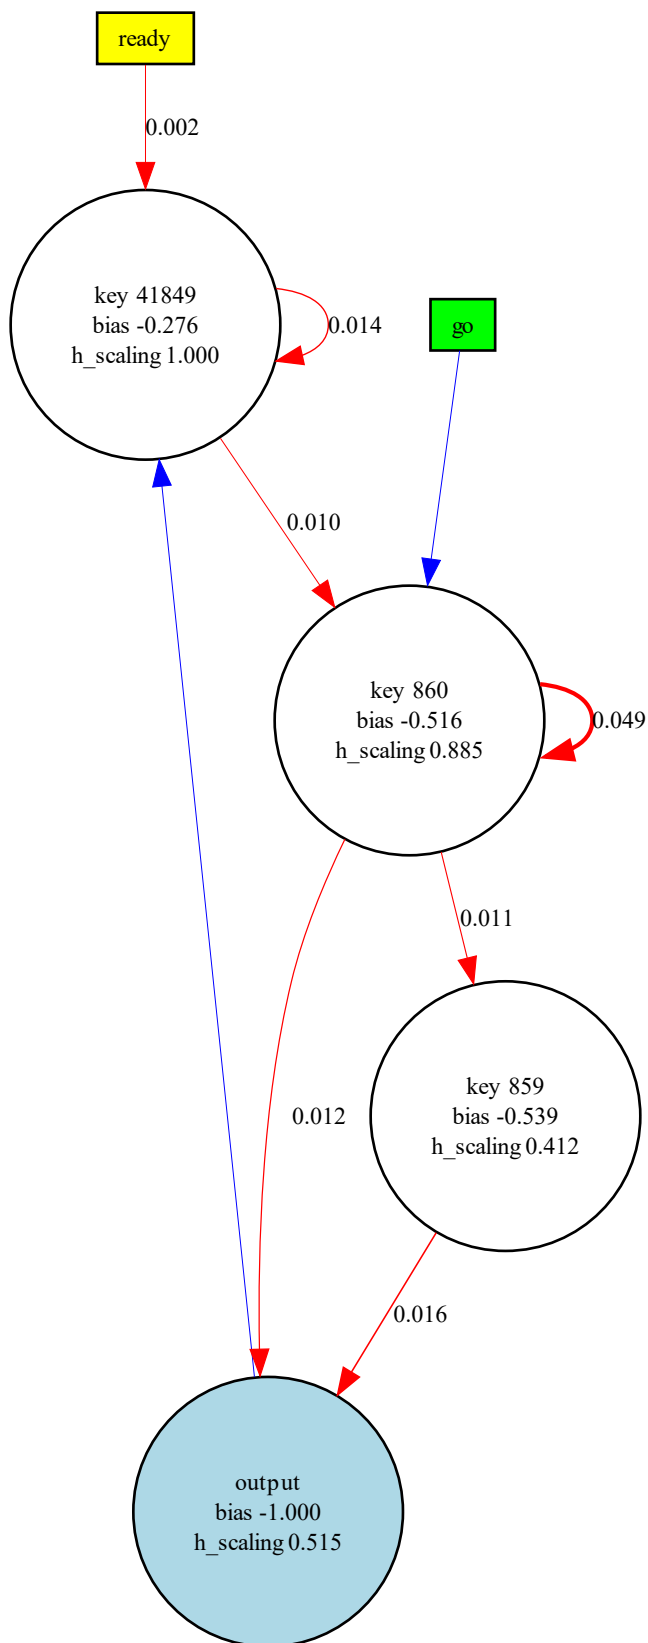 ready
0.002
key 41849
bias -0.276
h_scaling 1.000
0.014
go
0.010
key 860
bias -0.516
h_scaling 0.885
0.049
0.011
key 859
bias -0.539
h_scaling 0.412
0.012
0.016
output
bias -1.000
h_scaling 0.515